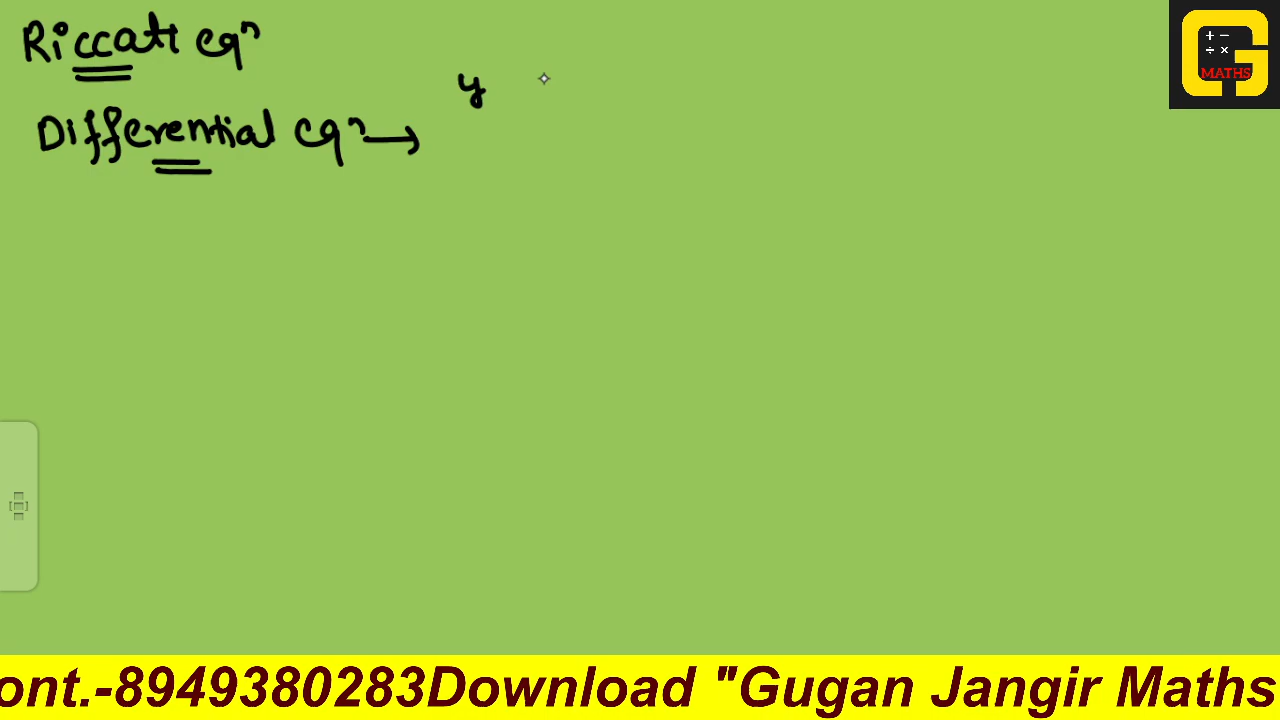 Riccati eqⁿ
y
Differential eqⁿ →
+ −
÷ ×
G
MATHS
ont.-8949380283Download "Gugan Jangir Maths